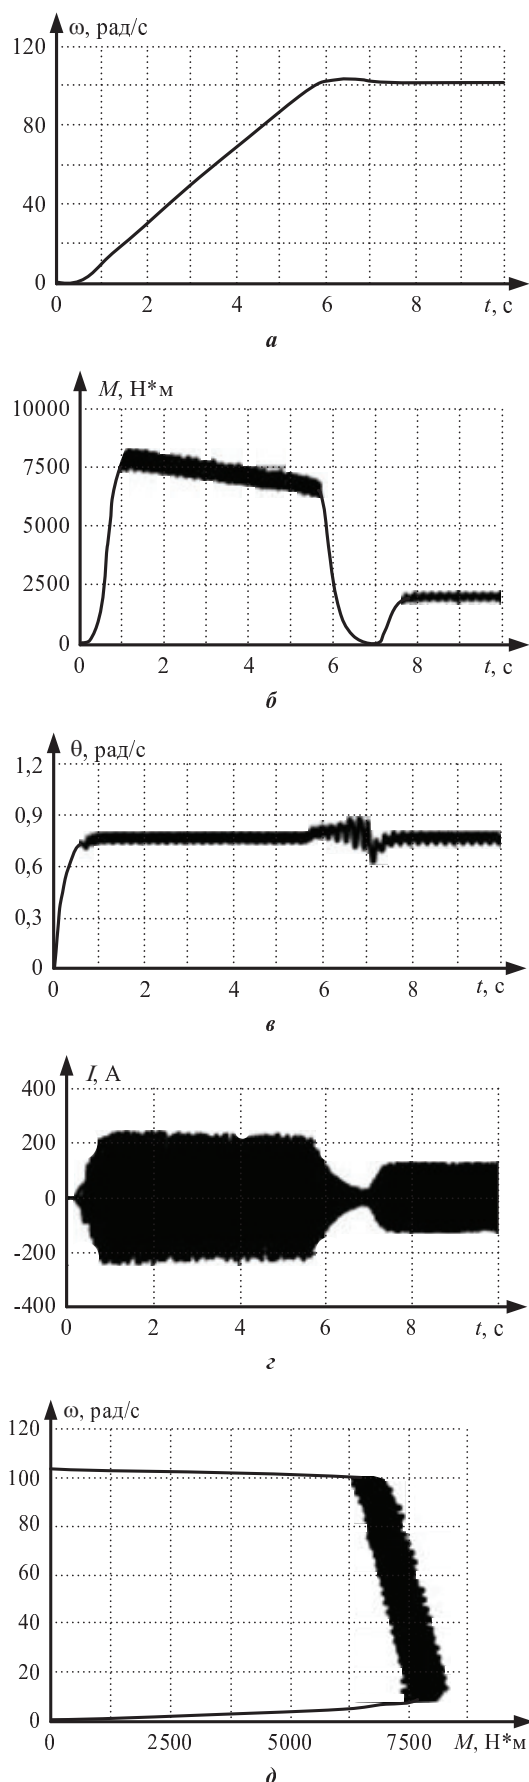 ω, рад/с
120
80
40
0
0 2 4 6 8 t, с
а
M, Н*м
10000
7500
5000
2500
0
0 2 4 6 8 t, с
б
θ, рад/с
1,2
0,9
0,6
0,3
0
0 2 4 6 8 t, с
в
I, А
400
200
0
-200
-400
0 2 4 6 8 t, с
г
ω, рад/с
120
100
80
60
40
20
0
0 2500 5000 7500 M, Н*м
д